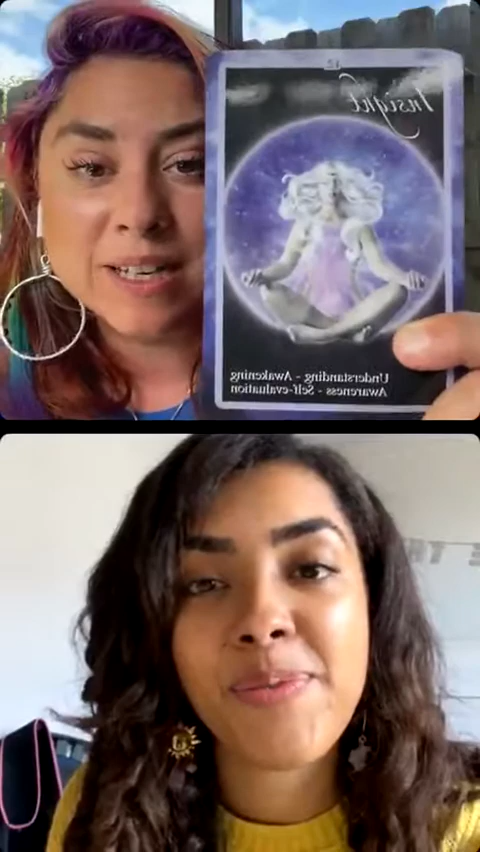 Insight
Understanding - Awakening
Awareness - Self-evaluation